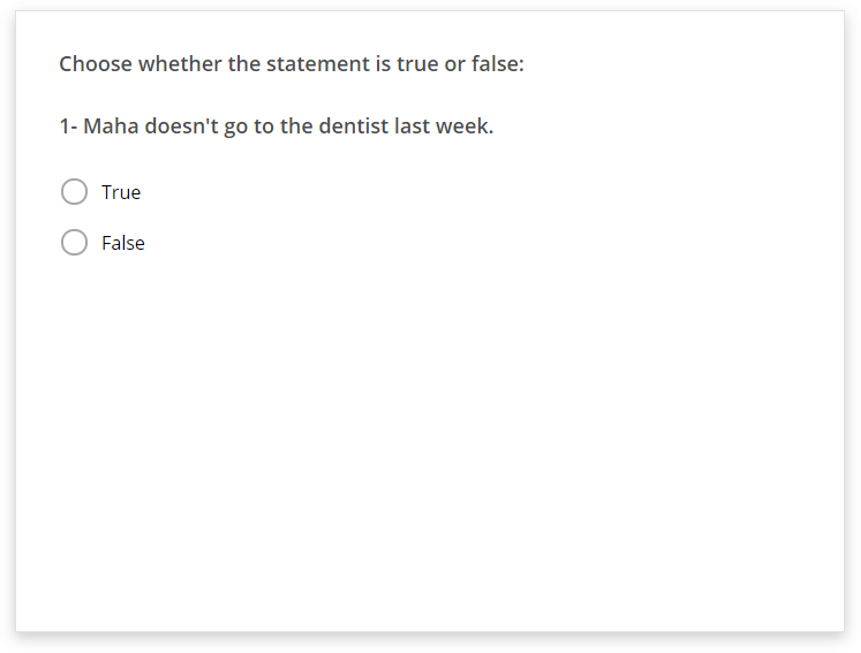 Choose whether the statement is true or false:
1- Maha doesn't go to the dentist last week.
True
False